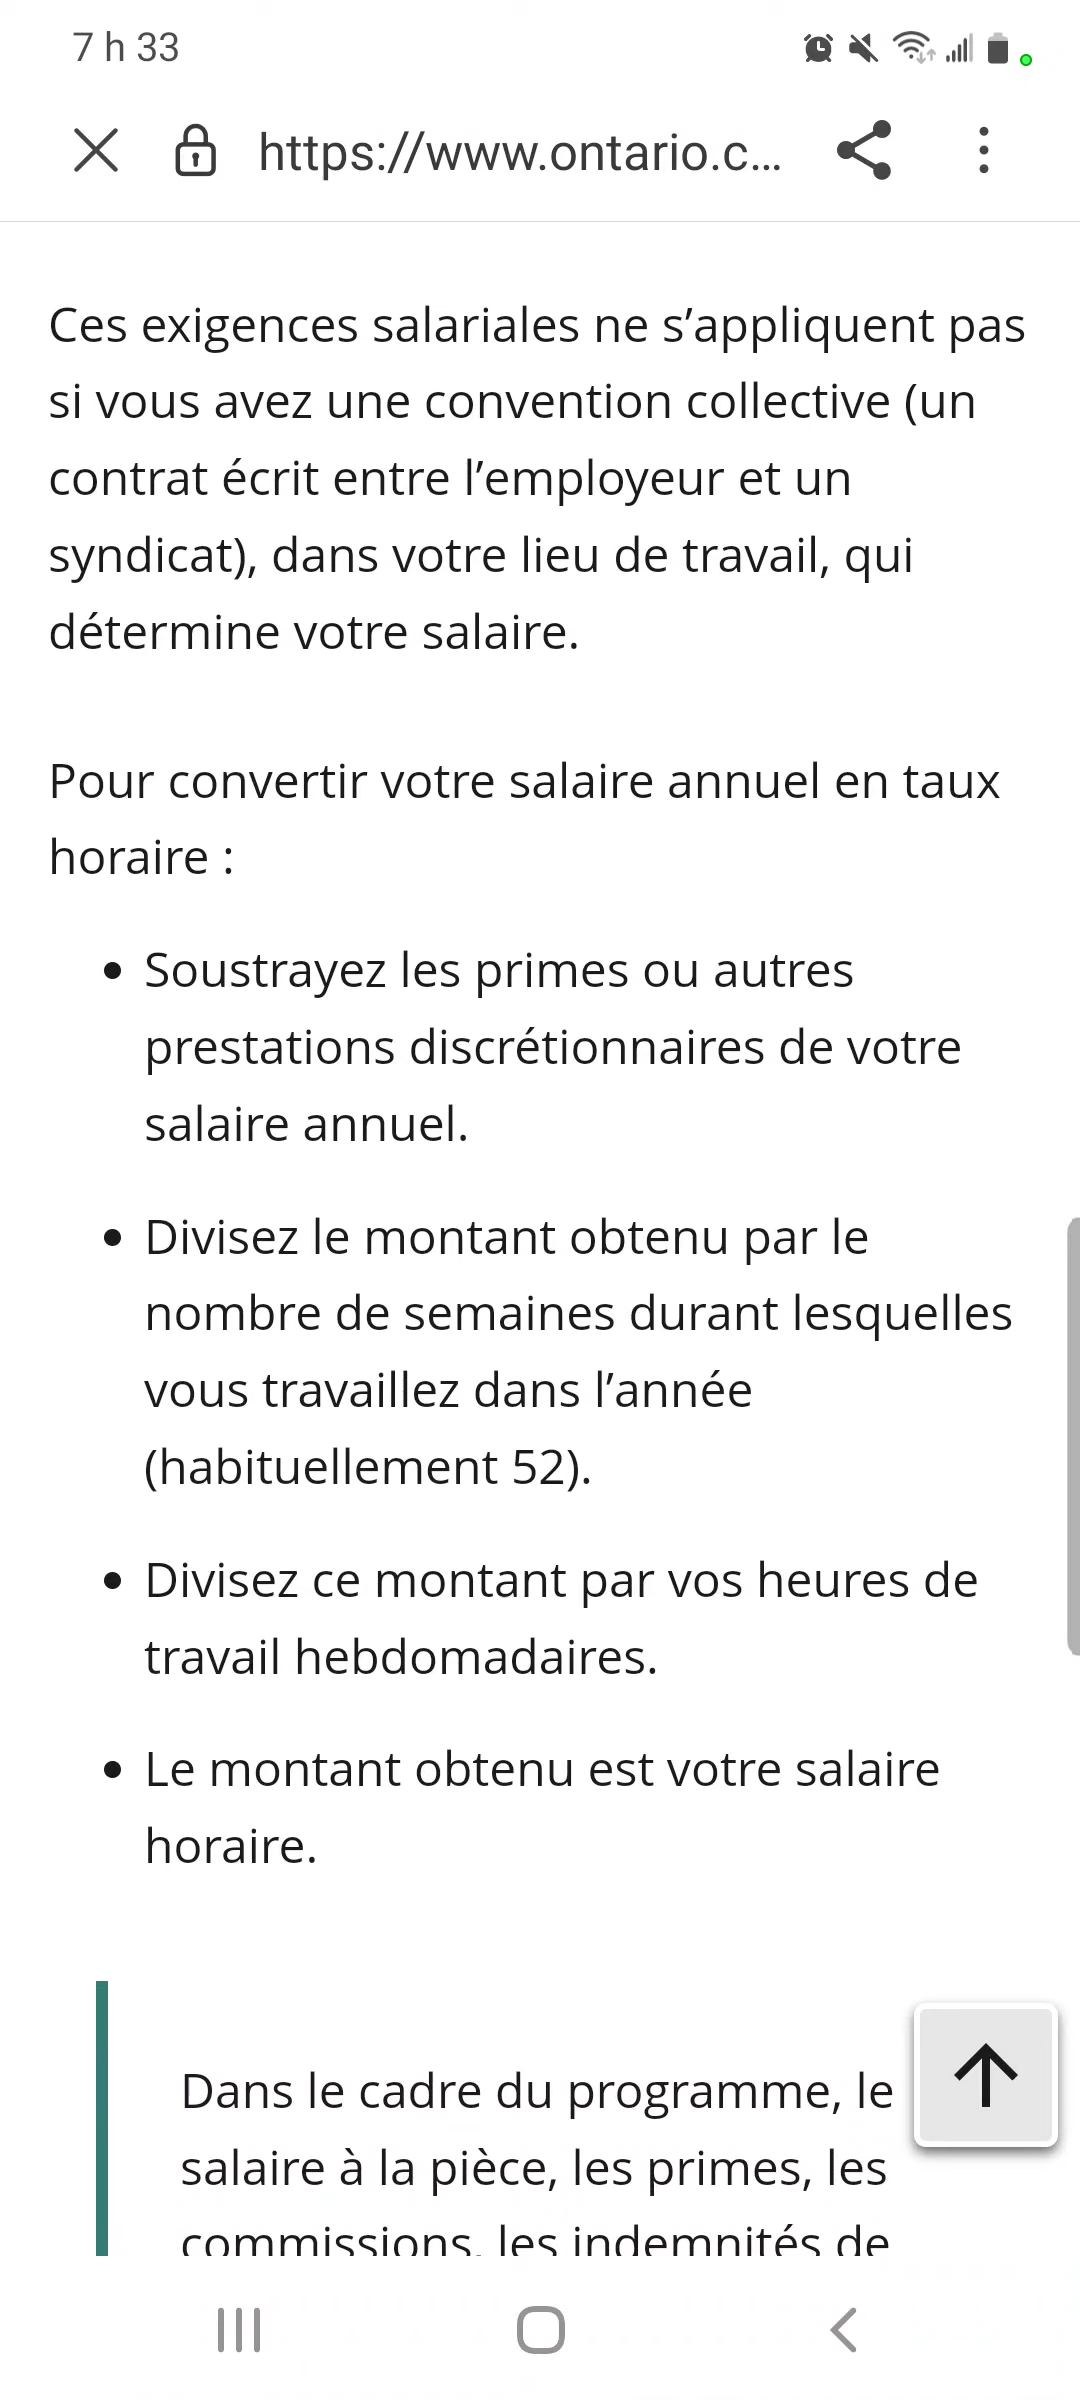 7 h 33
https://www.ontario.c...
Ces exigences salariales ne s’appliquent pas
si vous avez une convention collective (un
contrat écrit entre l’employeur et un
syndicat), dans votre lieu de travail, qui
détermine votre salaire.
Pour convertir votre salaire annuel en taux
horaire :
• Soustrayez les primes ou autres
prestations discrétionnaires de votre
salaire annuel.
• Divisez le montant obtenu par le
nombre de semaines durant lesquelles
vous travaillez dans l’année
(habituellement 52).
• Divisez ce montant par vos heures de
travail hebdomadaires.
• Le montant obtenu est votre salaire
horaire.
Dans le cadre du programme, le
salaire à la pièce, les primes, les
commissions, les indemnités de